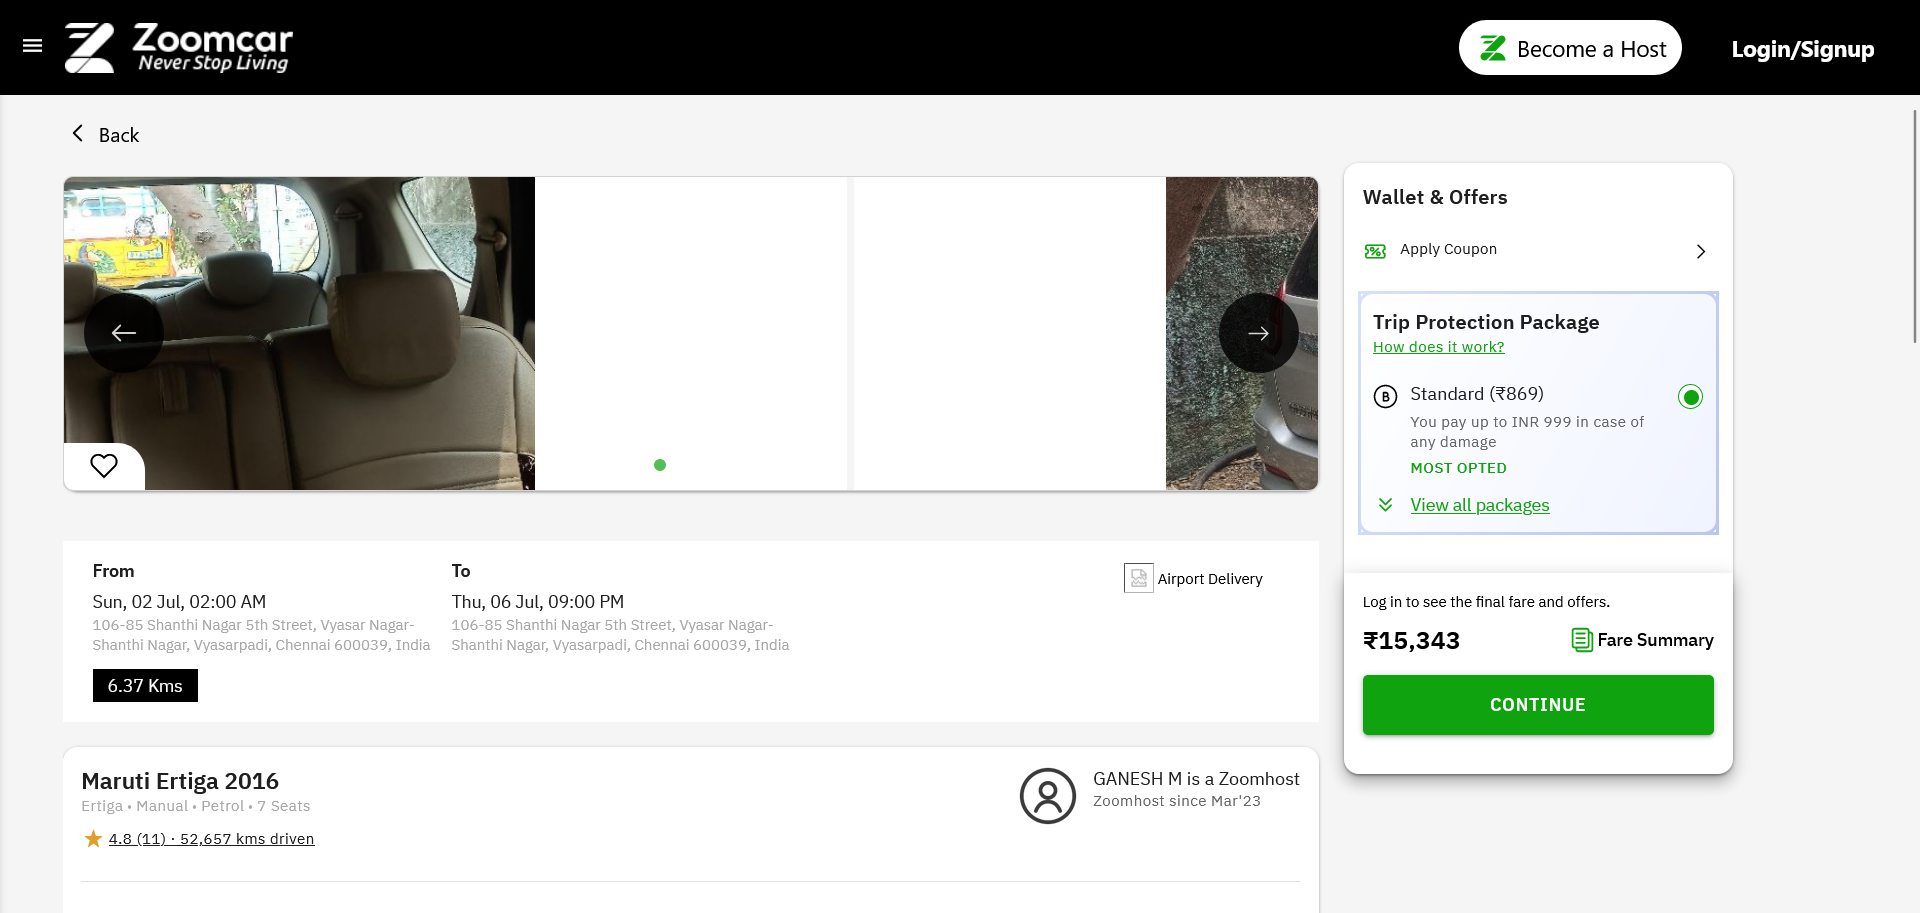 Zoomcar
Never Stop Living
Become a Host
Login/Signup
Back
From
Sun, 02 Jul, 02:00 AM
106-85 Shanthi Nagar 5th Street, Vyasar Nagar-
Shanthi Nagar, Vyasarpadi, Chennai 600039, India
6.37 Kms
To
Thu, 06 Jul, 09:00 PM
106-85 Shanthi Nagar 5th Street, Vyasar Nagar-
Shanthi Nagar, Vyasarpadi, Chennai 600039, India
Airport Delivery
Maruti Ertiga 2016
Ertiga • Manual • Petrol • 7 Seats
4.8 (11) · 52,657 kms driven
GANESH M is a Zoomhost
Zoomhost since Mar'23
Wallet & Offers
Apply Coupon
Trip Protection Package
How does it work?
B
Standard (₹869)
You pay up to INR 999 in case of
any damage
MOST OPTED
View all packages
Log in to see the final fare and offers.
₹15,343
Fare Summary
CONTINUE